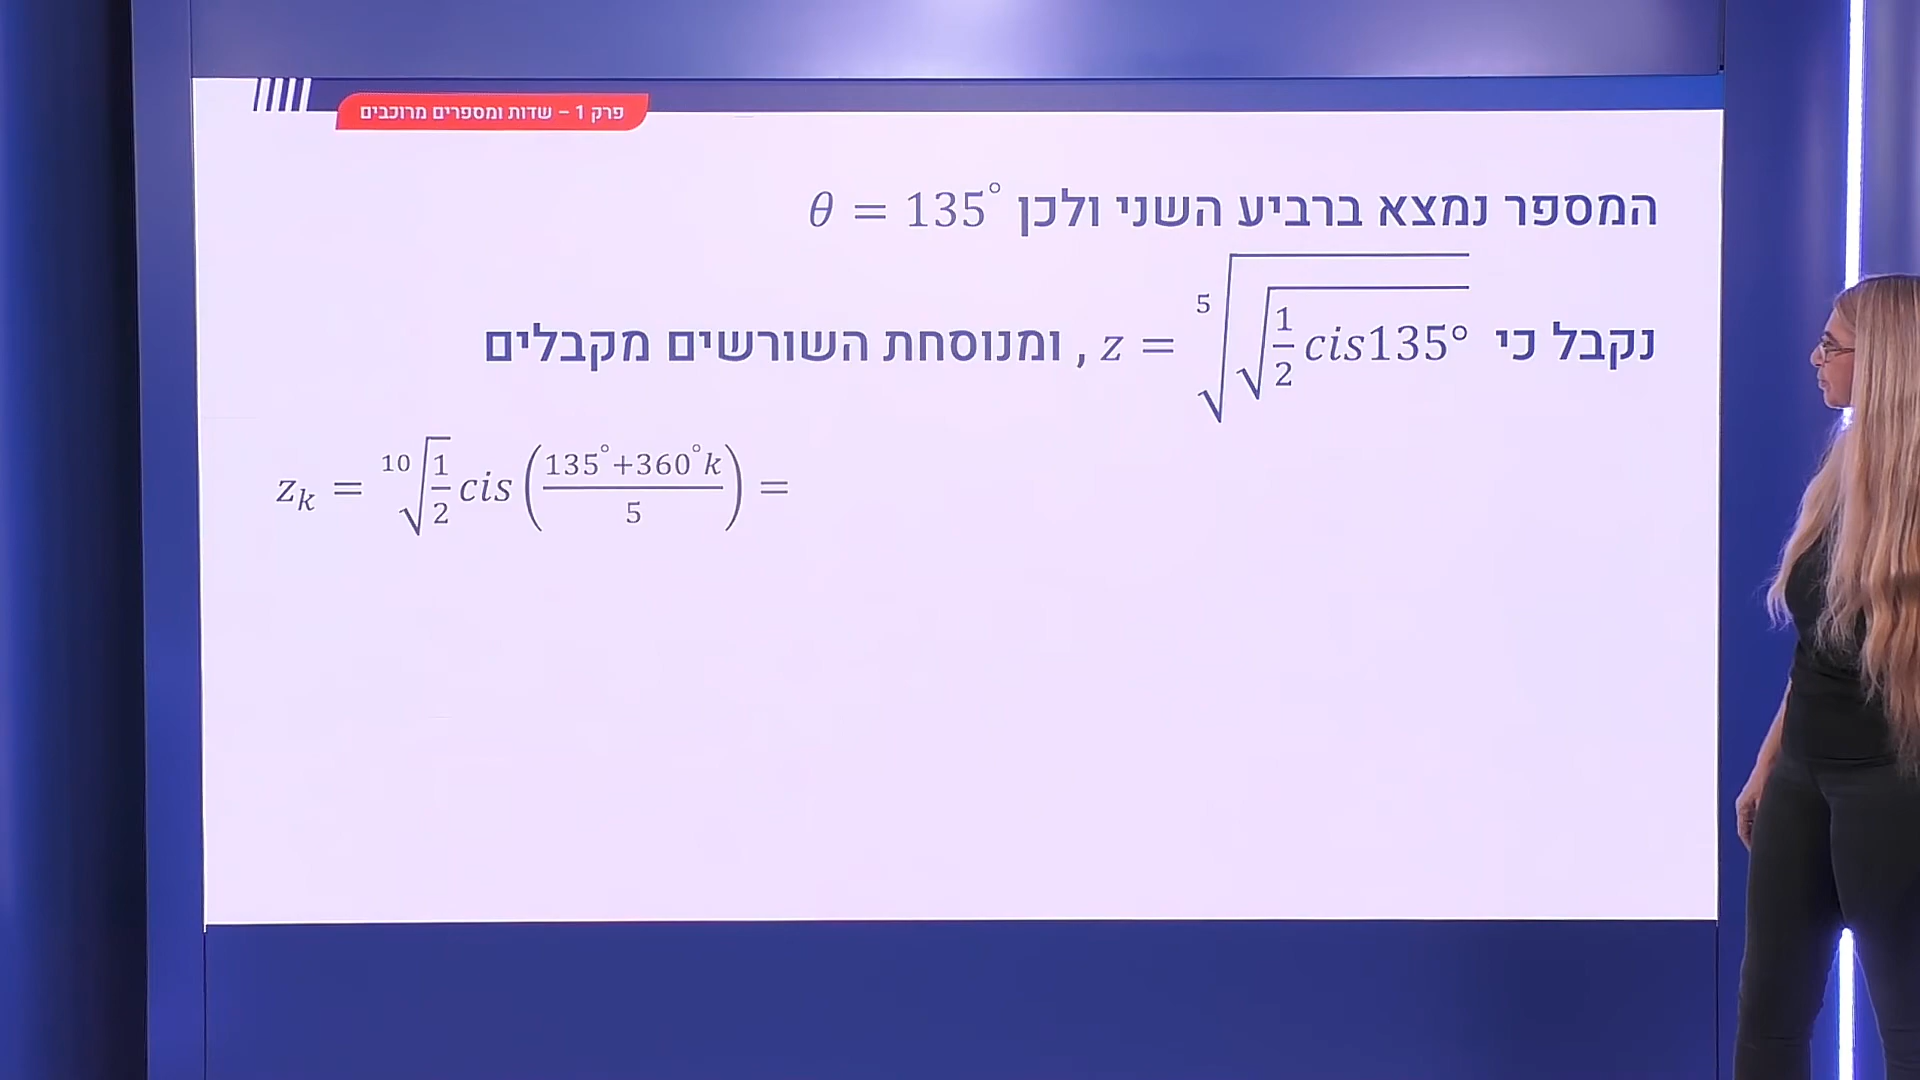 פרק 1 – שדות ומספרים מרוכבים
המספר נמצא ברביע השני ולכן θ = 135°
נקבל כי z = ⁵√(√(1/2) cis135°) , ומנוסחת השורשים מקבלים
z_k = ¹⁰√(1/2) cis((135°+360°k)/5) =